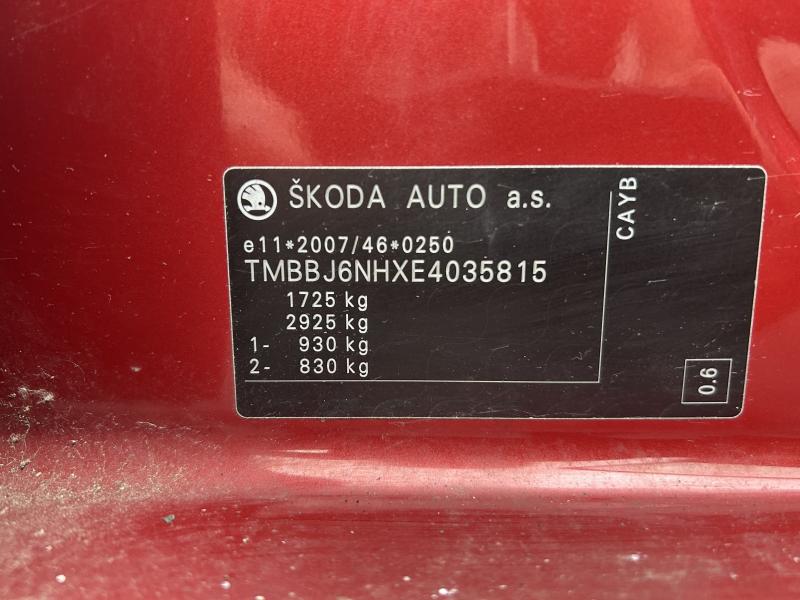 ŠKODA AUTO a.s.
e11*2007/46*0250
TMBBJ6NHXE4035815
1725 kg
2925 kg
1- 930 kg
2- 830 kg
CAYB
0.6